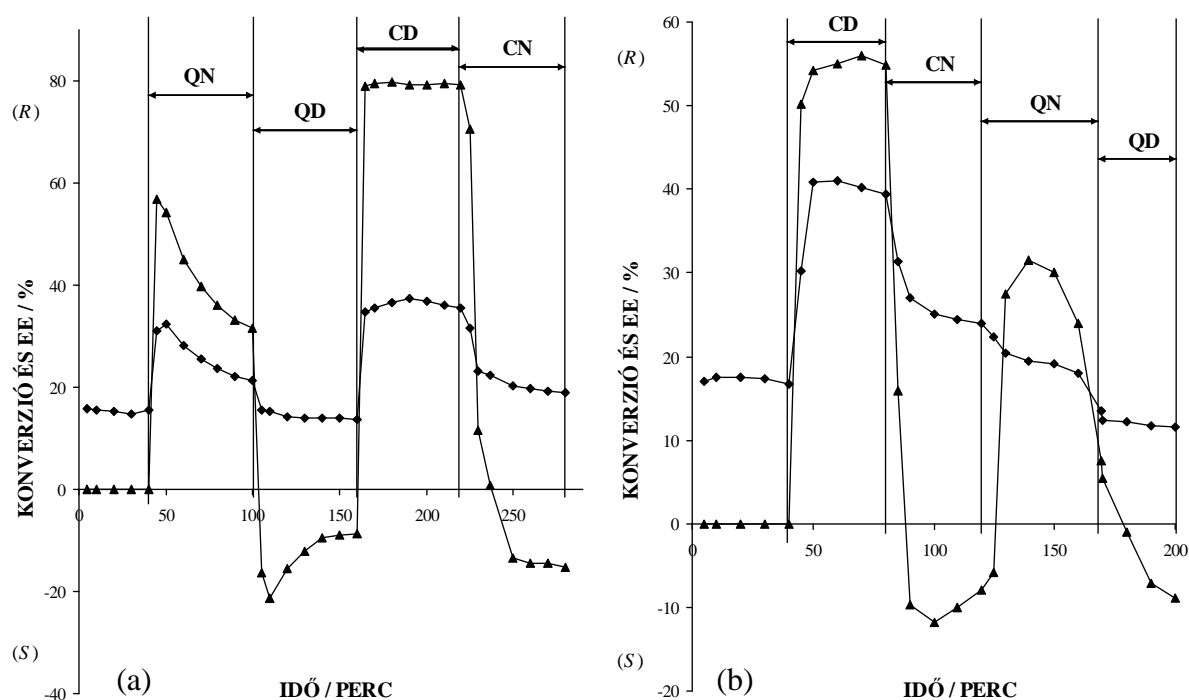 KONVERZIÓ ÉS EE / %
(R)
(S)
80
60
40
20
0
-20
-40
QN
QD
CD
CN
50
100
150
200
250
(a)
IDŐ / PERC
KONVERZIÓ ÉS EE / %
(R)
(S)
60
50
40
30
20
10
0
-10
-20
CD
CN
QN
QD
0
50
100
150
200
(b)
IDŐ / PERC